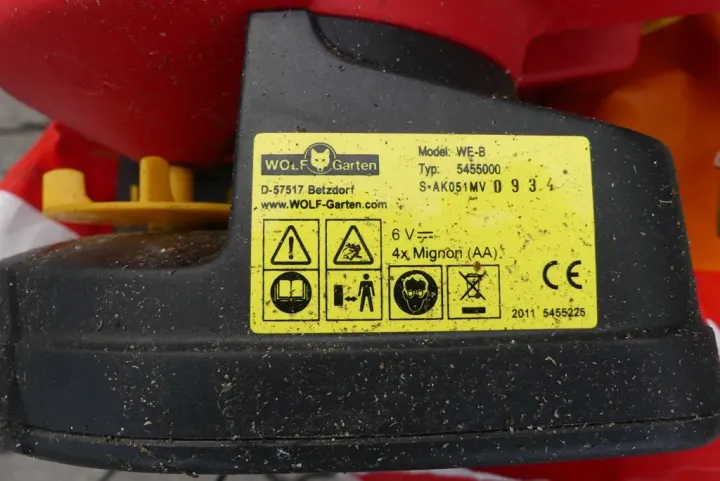 WOLF Garten
D-57517 Betzdorf
www.WOLF-Garten.com
Model: WE-B
Typ: 5455000
S*AK051MV 0934
6 V
4x Mignon (AA)
CE
2011 5455225